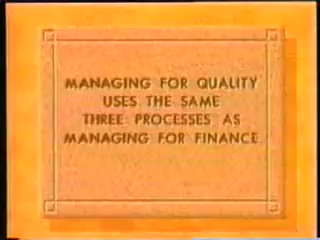 MANAGING FOR QUALITY
USES THE SAME
THREE PROCESSES AS
MANAGING FOR FINANCE